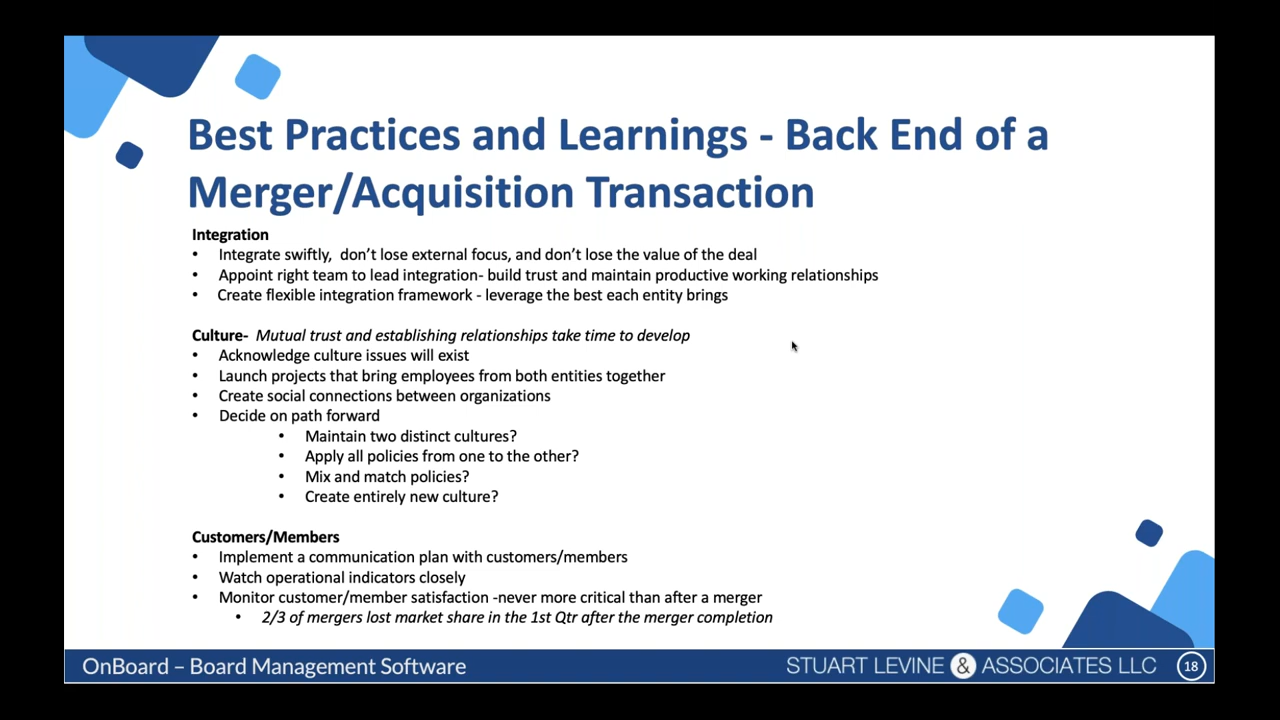 Best Practices and Learnings - Back End of a
Merger/Acquisition Transaction
Integration
• Integrate swiftly, don’t lose external focus, and don’t lose the value of the deal
• Appoint right team to lead integration- build trust and maintain productive working relationships
• Create flexible integration framework - leverage the best each entity brings
Culture- Mutual trust and establishing relationships take time to develop
• Acknowledge culture issues will exist
• Launch projects that bring employees from both entities together
• Create social connections between organizations
• Decide on path forward
• Maintain two distinct cultures?
• Apply all policies from one to the other?
• Mix and match policies?
• Create entirely new culture?
Customers/Members
• Implement a communication plan with customers/members
• Watch operational indicators closely
• Monitor customer/member satisfaction -never more critical than after a merger
• 2/3 of mergers lost market share in the 1st Qtr after the merger completion
OnBoard – Board Management Software
STUART LEVINE & ASSOCIATES LLC
18